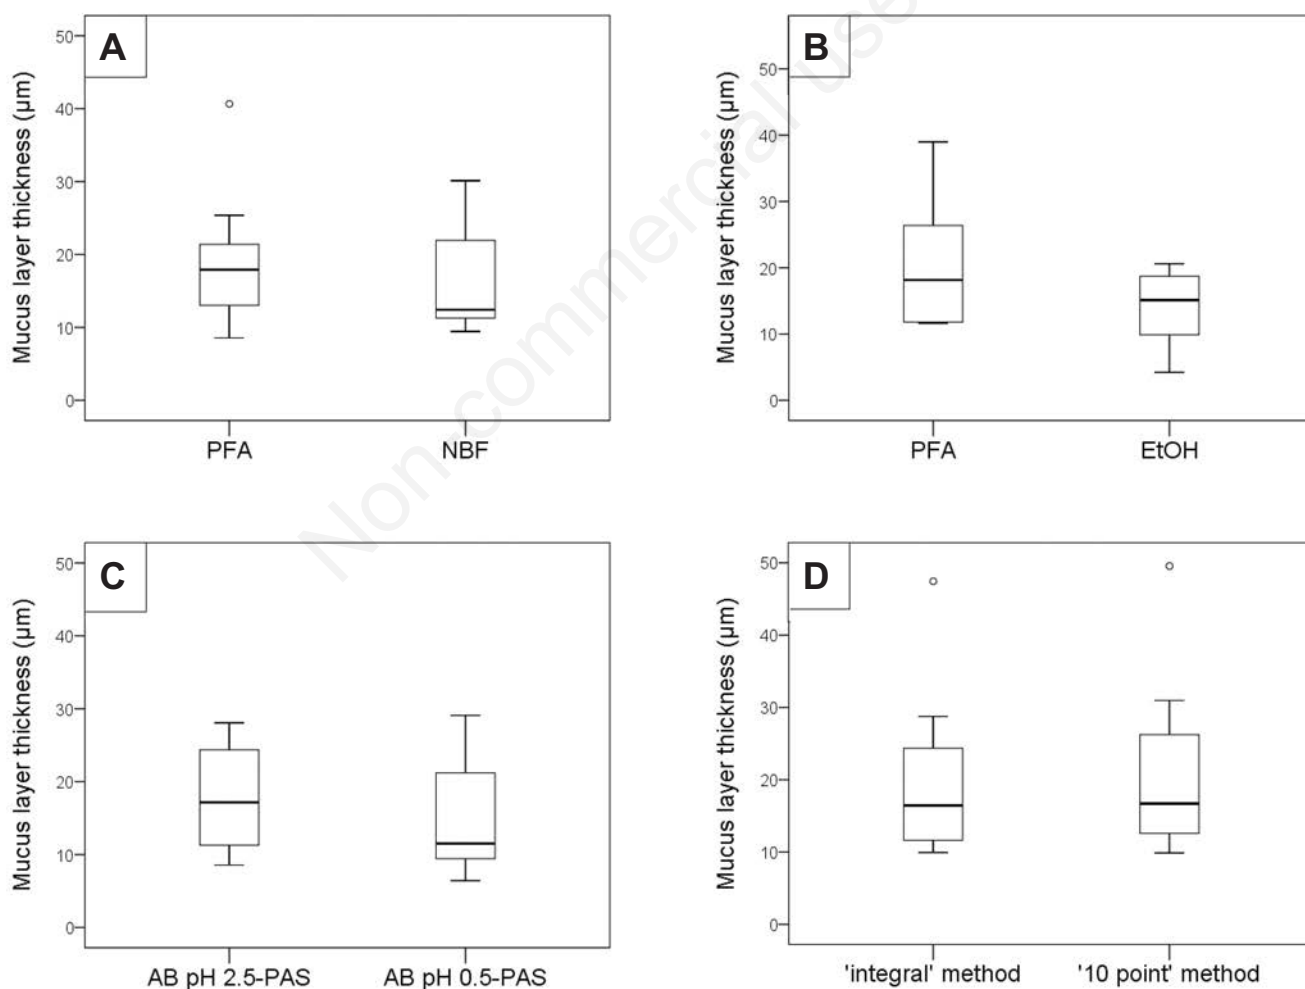 A
Mucus layer thickness (µm)
50
40
30
20
10
0
PFA NBF
B
Mucus layer thickness (µm)
50
40
30
20
10
0
PFA EtOH
C
Mucus layer thickness (µm)
50
40
30
20
10
0
AB pH 2.5-PAS AB pH 0.5-PAS
D
Mucus layer thickness (µm)
50
40
30
20
10
0
'integral' method '10 point' method
Non-commercial use